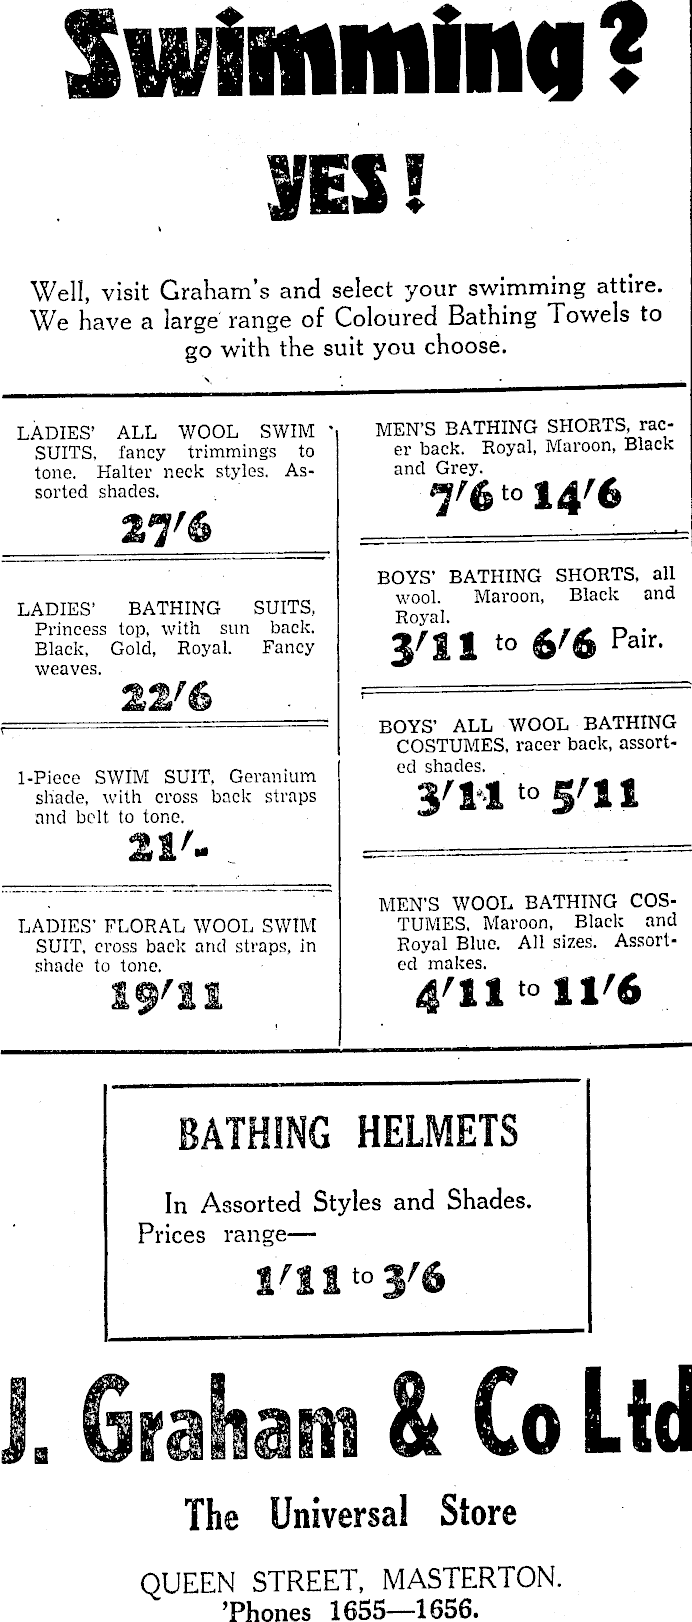 Swimming?
YES!
Well, visit Graham's and select your swimming attire.
We have a large range of Coloured Bathing Towels to
go with the suit you choose.
LADIES' ALL WOOL SWIM
SUITS, fancy trimmings to
tone. Halter neck styles. As-
sorted shades.
27/6
LADIES' BATHING SUITS,
Princess top, with sun back.
Black, Gold, Royal. Fancy
weaves.
22/6
1-Piece SWIM SUIT, Geranium
shade, with cross back straps
and belt to tone.
21/-
LADIES' FLORAL WOOL SWIM
SUIT, cross back and straps, in
shade to tone.
19/11
MEN'S BATHING SHORTS, rac-
er back. Royal, Maroon, Black
and Grey.
7/6 to 14/6
BOYS' BATHING SHORTS, all
wool. Maroon, Black and
Royal.
3/11 to 6/6 Pair.
BOYS' ALL WOOL BATHING
COSTUMES, racer back, assort-
ed shades.
3/11 to 5/11
MEN'S WOOL BATHING COS-
TUMES, Maroon, Black and
Royal Blue. All sizes. Assort-
ed makes.
4/11 to 11/6
BATHING HELMETS
In Assorted Styles and Shades.
Prices range—
1/11 to 3/6
J. Graham & Co Ltd
The Universal Store
QUEEN STREET, MASTERTON.
'Phones 1655—1656.